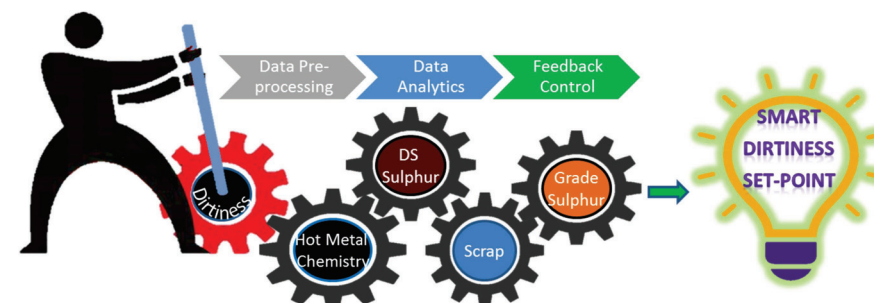 Data Pre-
processing
Data
Analytics
Feedback
Control
Dirtiness
Hot Metal
Chemistry
DS
Sulphur
Scrap
Grade
Sulphur
SMART
DIRTINESS
SET-POINT